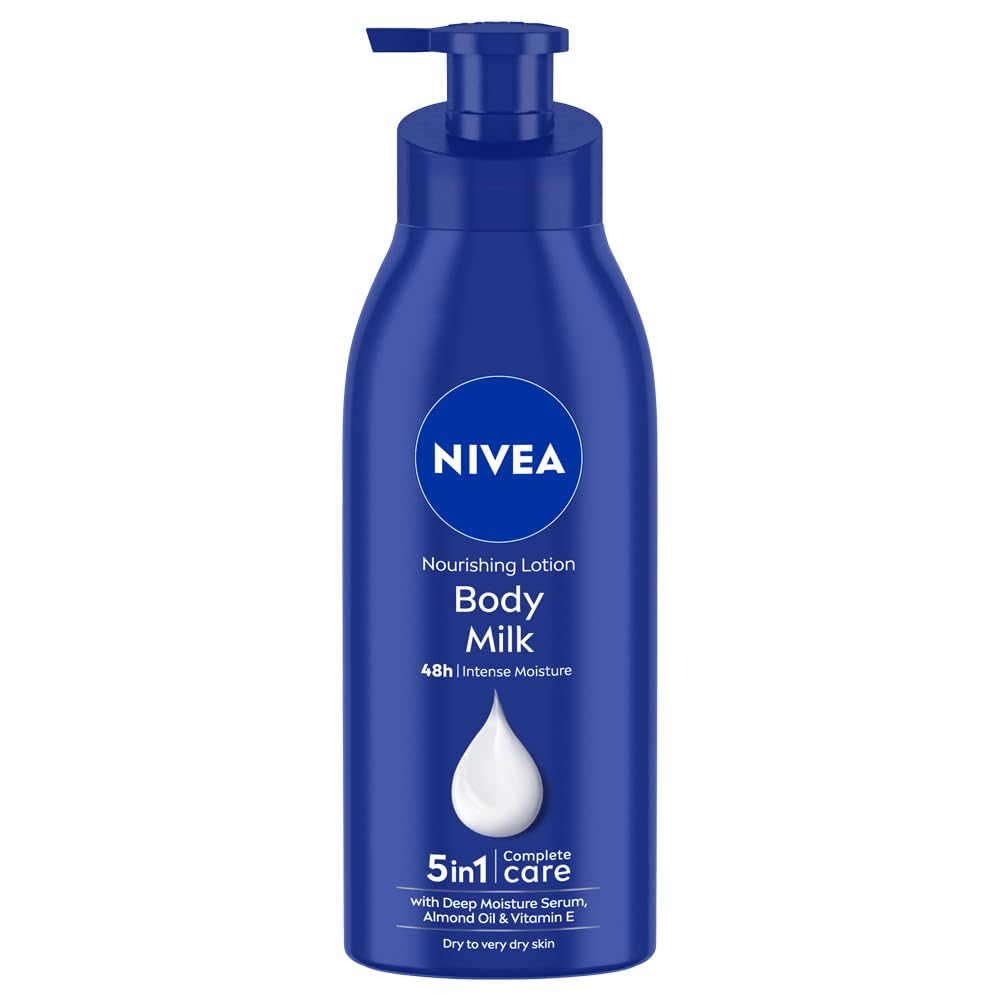 NIVEA
Nourishing Lotion
Body
Milk
48h | Intense Moisture
5in1 | Complete care
with Deep Moisture Serum,
Almond Oil & Vitamin E
Dry to very dry skin